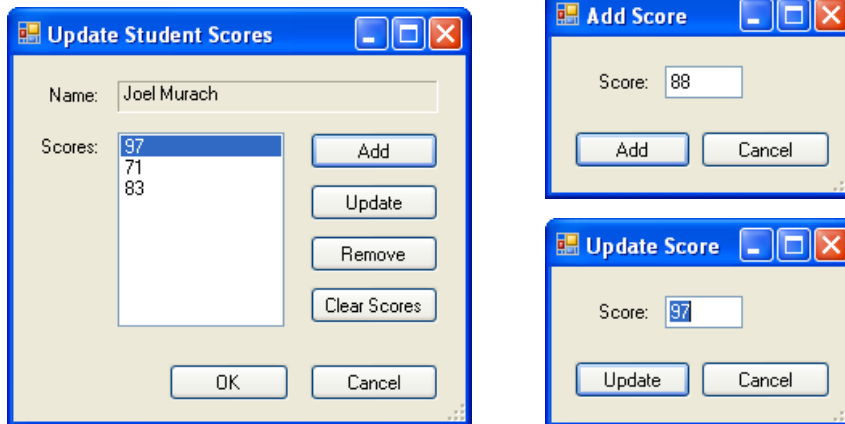 Update Student Scores
Name: Joel Murach
Scores: 97
71
83
Add
Update
Remove
Clear Scores
OK Cancel
Add Score
Score: 88
Add Cancel
Update Score
Score: 97
Update Cancel